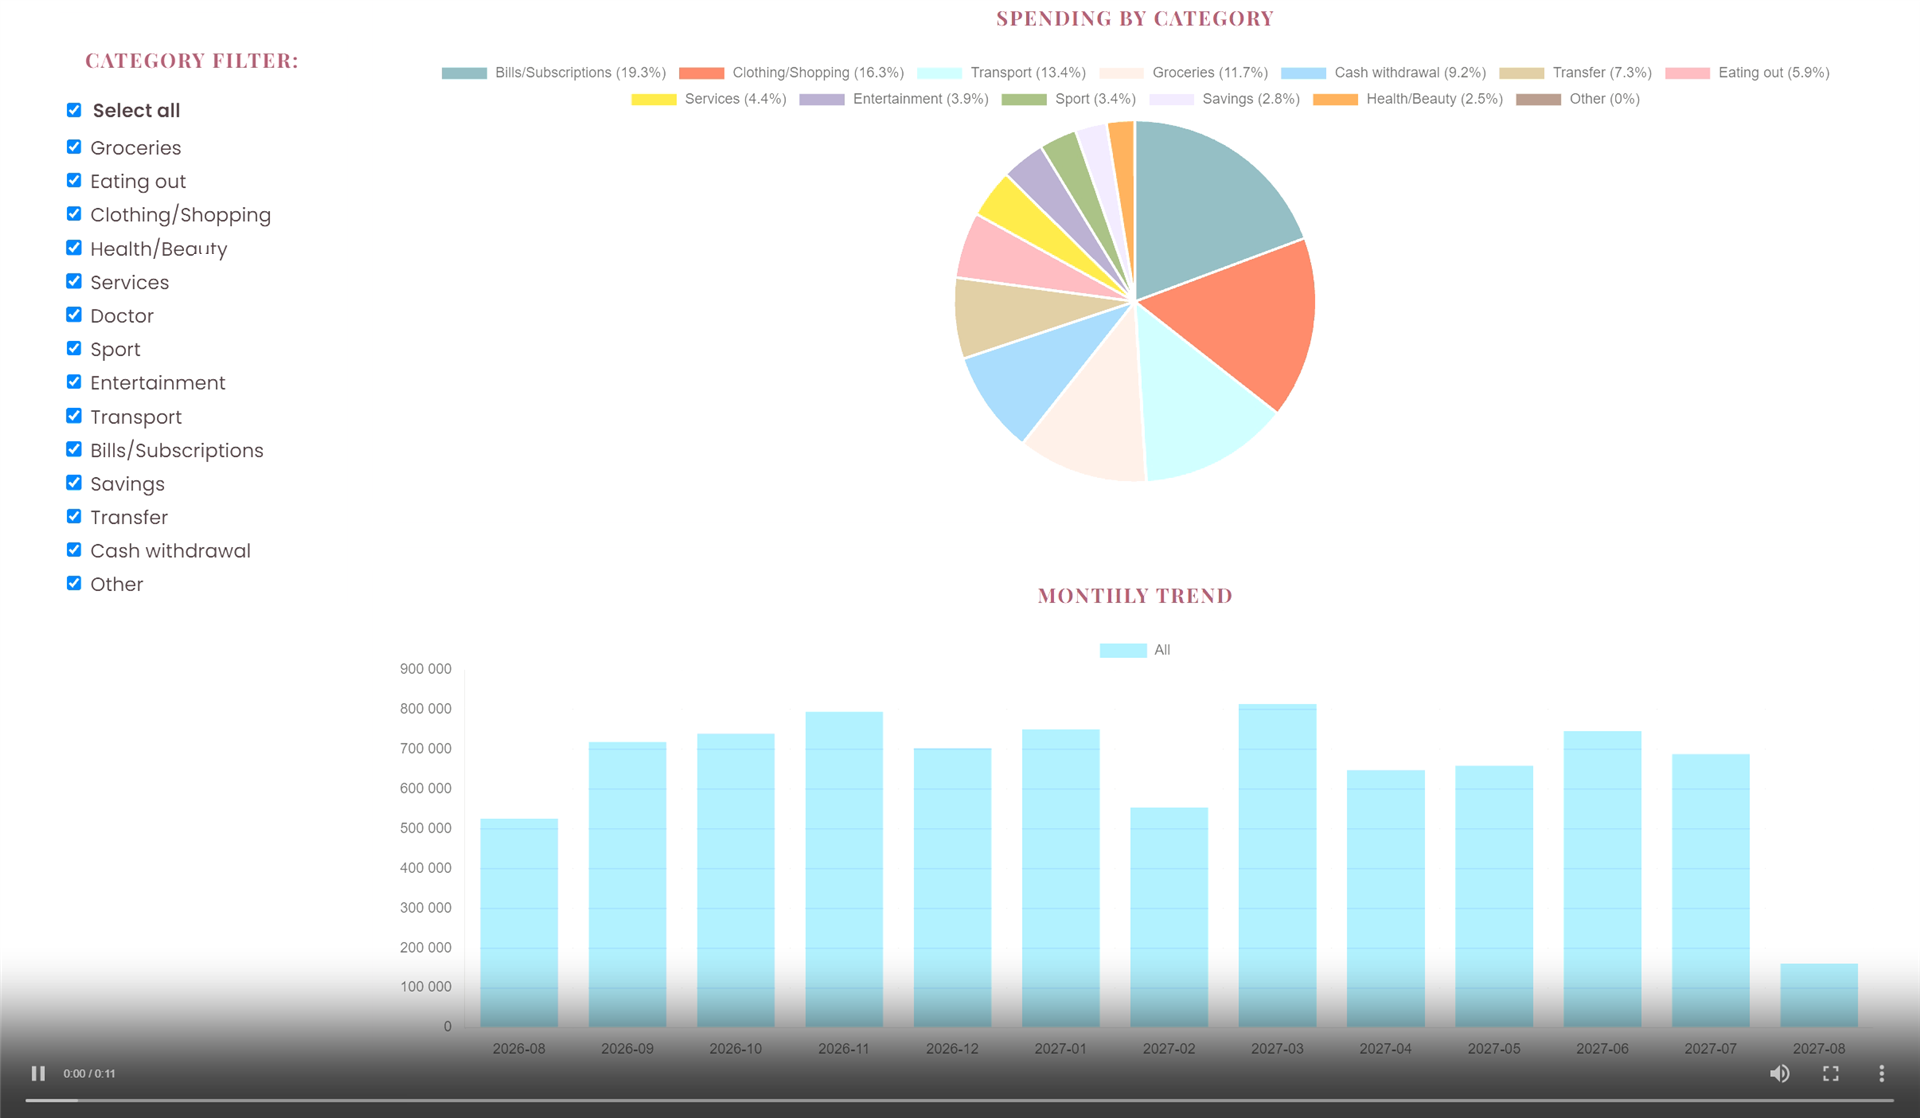 SPENDING BY CATEGORY
CATEGORY FILTER:
Bills/Subscriptions (19.3%) Clothing/Shopping (16.3%) Transport (13.4%) Groceries (11.7%) Cash withdrawal (9.2%) Transfer (7.3%) Eating out (5.9%)
Services (4.4%) Entertainment (3.9%) Sport (3.4%) Savings (2.8%) Health/Beauty (2.5%) Other (0%)
Select all
Groceries
Eating out
Clothing/Shopping
Health/Beauty
Services
Doctor
Sport
Entertainment
Transport
Bills/Subscriptions
Savings
Transfer
Cash withdrawal
Other
MONTHLY TREND
All
900 000
800 000
700 000
600 000
500 000
400 000
300 000
200 000
100 000
0
2026-08 2026-09 2026-10 2026-11 2026-12 2027-01 2027-02 2027-03 2027-04 2027-05 2027-06 2027-07 2027-08
0:00 / 0:11